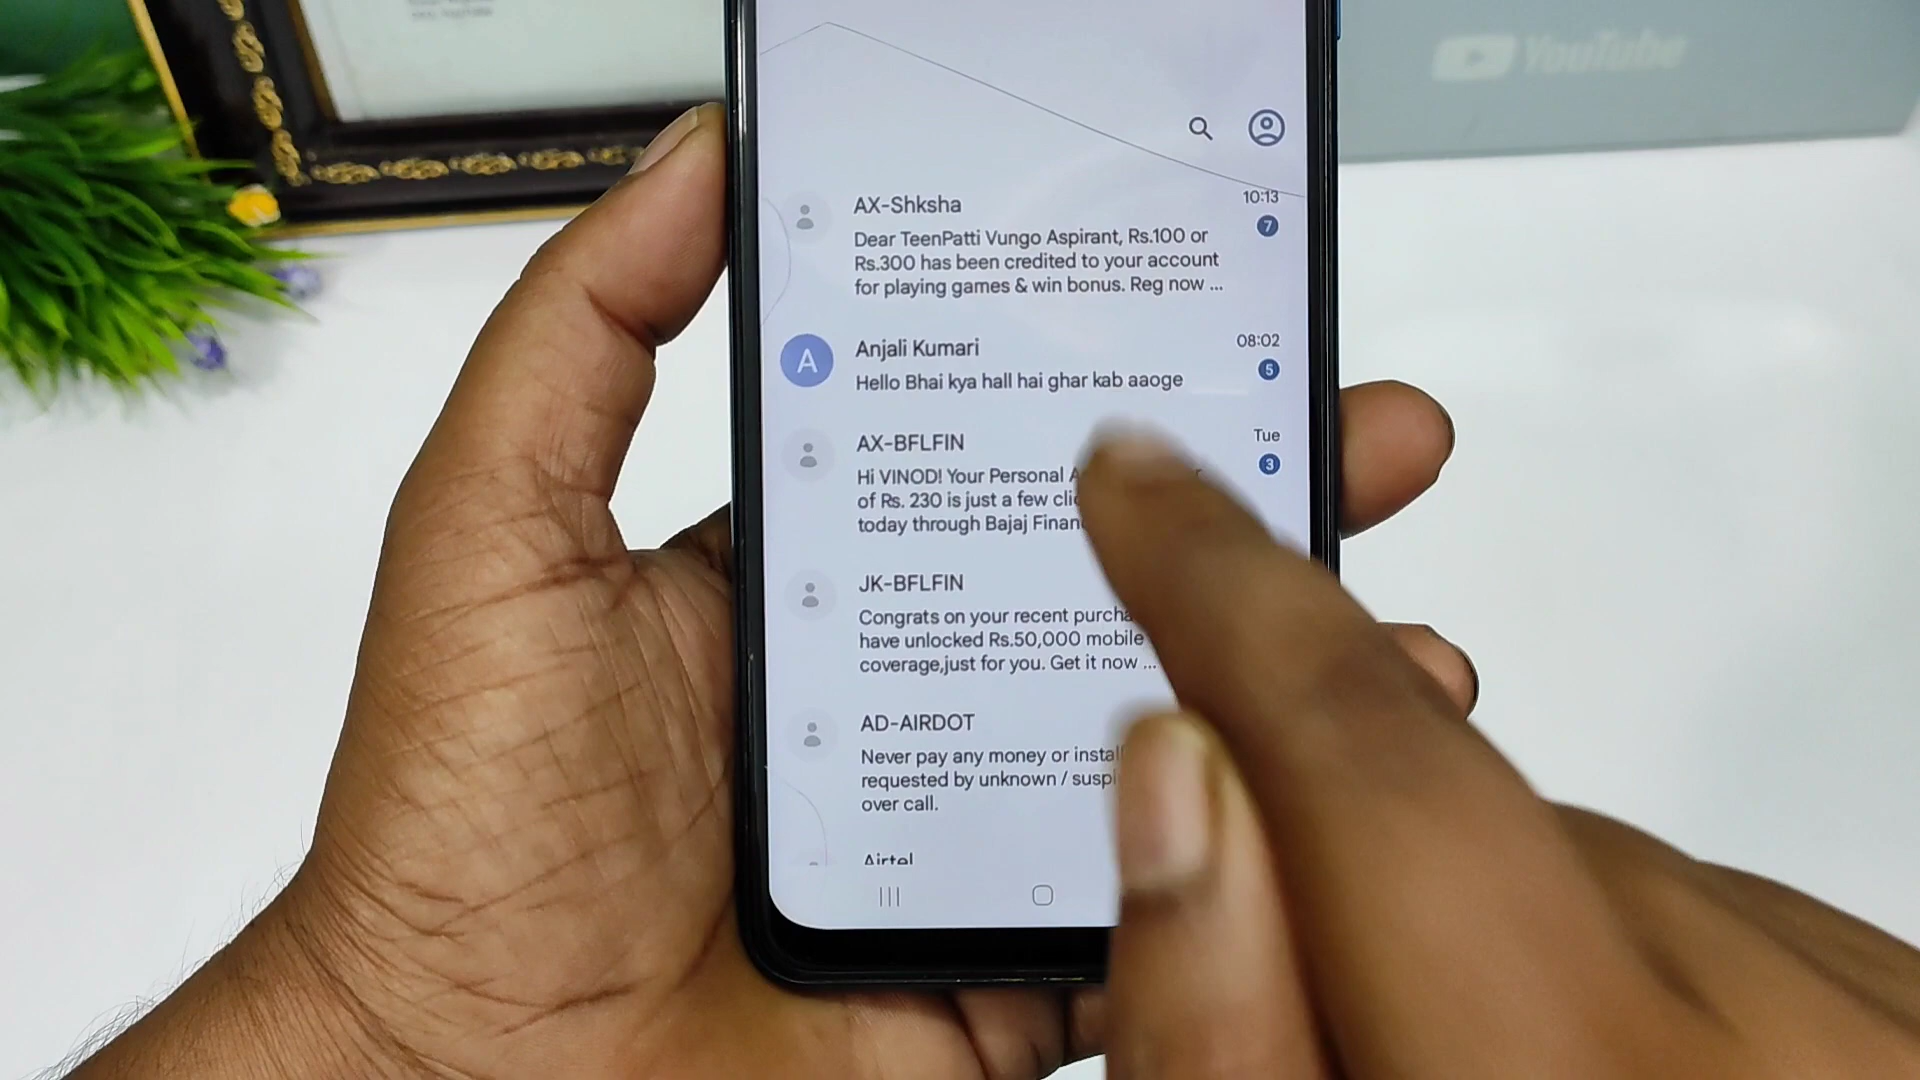 YouTube
AX-Shksha
10:13
7
Dear TeenPatti Vungo Aspirant, Rs.100 or
Rs.300 has been credited to your account
for playing games & win bonus. Reg now ...
A
Anjali Kumari
08:02
5
Hello Bhai kya hall hai ghar kab aaoge
AX-BFLFIN
Tue
3
Hi VINOD! Your Personal
of Rs. 230 is just a few
today through Bajaj
JK-BFLFIN
Congrats on your recent
have unlocked Rs.50,000 mobile
coverage,just for you. Get it now ...
AD-AIRDOT
Never pay any money or
requested by unknown /
over call.
Airtel